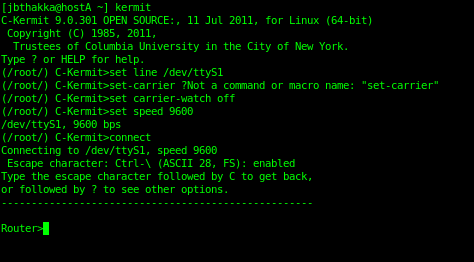 [jbthakka@hostA ~] kermit
C-Kermit 9.0.301 OPEN SOURCE:, 11 Jul 2011, for Linux (64-bit)
 Copyright (C) 1985, 2011,
  Trustees of Columbia University in the City of New York.
Type ? or HELP for help.
(/root/) C-Kermit>set line /dev/ttyS1
(/root/) C-Kermit>set-carrier ?Not a command or macro name: "set-carrier"
(/root/) C-Kermit>set carrier-watch off
(/root/) C-Kermit>set speed 9600
/dev/ttyS1, 9600 bps
(/root/) C-Kermit>connect
Connecting to /dev/ttyS1, speed 9600
 Escape character: Ctrl-\ (ASCII 28, FS): enabled
Type the escape character followed by C to get back,
or followed by ? to see other options.
----------------------------------------------------
Router>